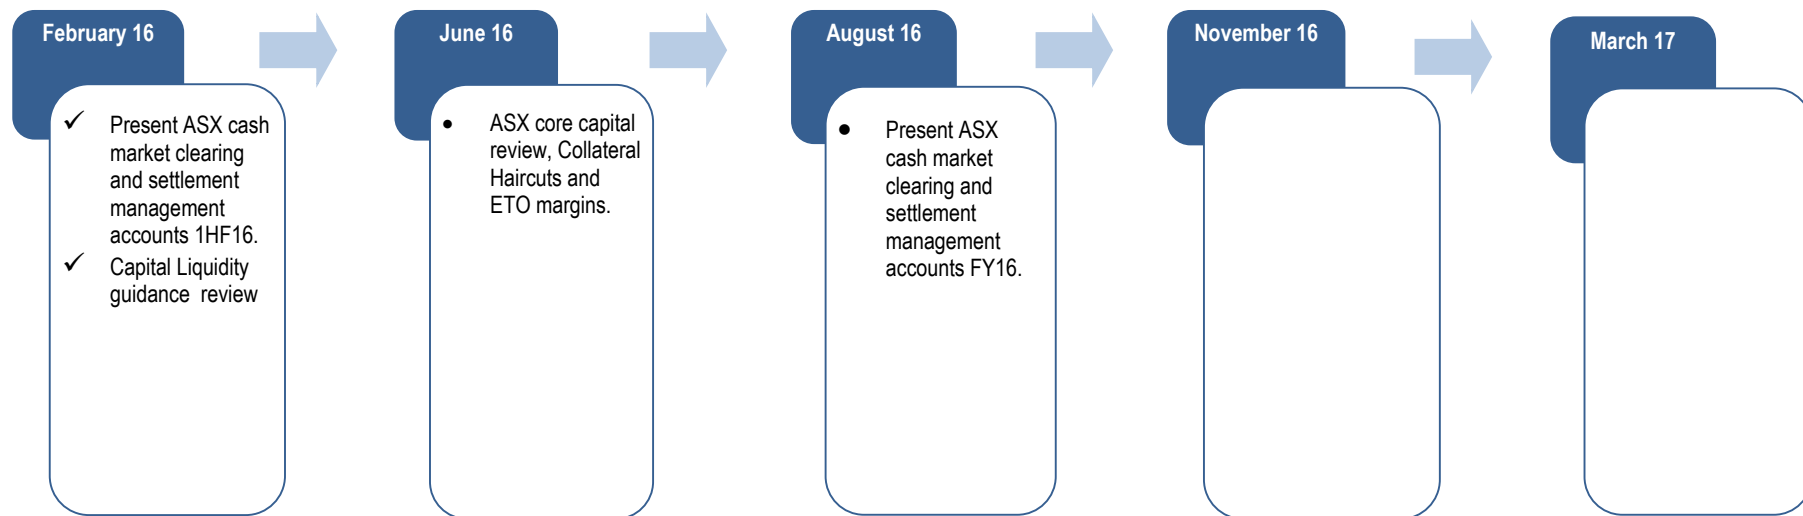 February 16
✓ Present ASX cash
market clearing
and settlement
management
accounts 1HF16.
✓ Capital Liquidity
guidance review
June 16
• ASX core capital
review, Collateral
Haircuts and
ETO margins.
August 16
• Present ASX
cash market
clearing and
settlement
management
accounts FY16.
November 16
March 17